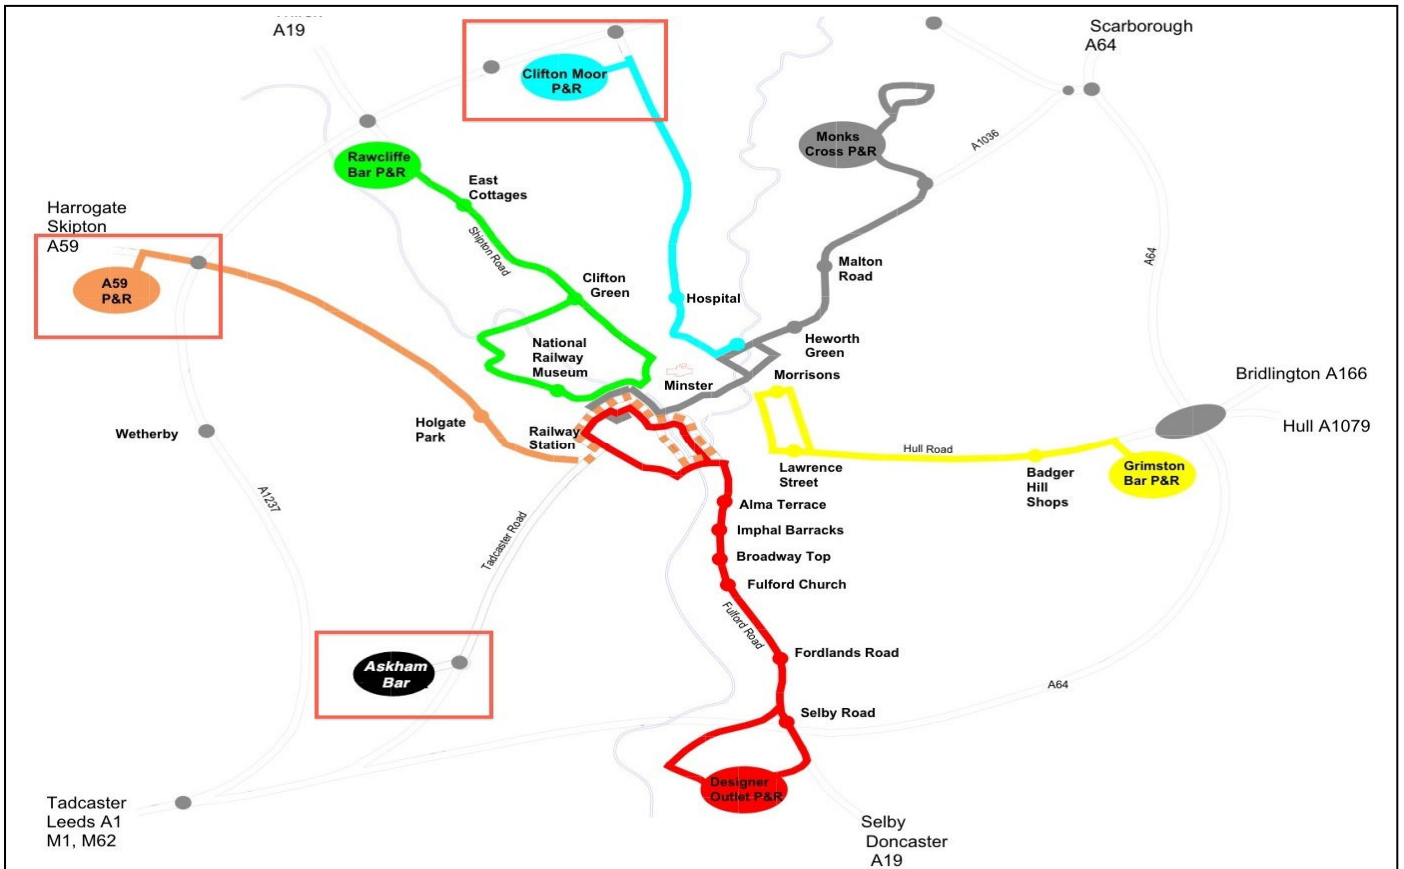 A19
Scarborough
A64
Clifton Moor
P&R
Monks
Cross P&R
A1036
Rawcliffe
Bar P&R
East
Cottages
Harrogate
Skipton
A59
Shipton Road
A64
Malton
Road
A59
P&R
Clifton
Green
Hospital
Heworth
Green
National
Railway
Museum
Minster
Morrisons
Bridlington A166
Holgate
Park
Wetherby
Railway
Station
Hull A1079
Hull Road
Lawrence
Street
Badger
Hill
Shops
Grimston
Bar P&R
A1237
Alma Terrace
Tadcaster Road
Imphal Barracks
Broadway Top
Fulford Church
Fulford Road
Fordlands Road
Askham
Bar
A64
Selby Road
Designer
Outlet P&R
Tadcaster
Leeds A1
M1, M62
Selby
Doncaster
A19